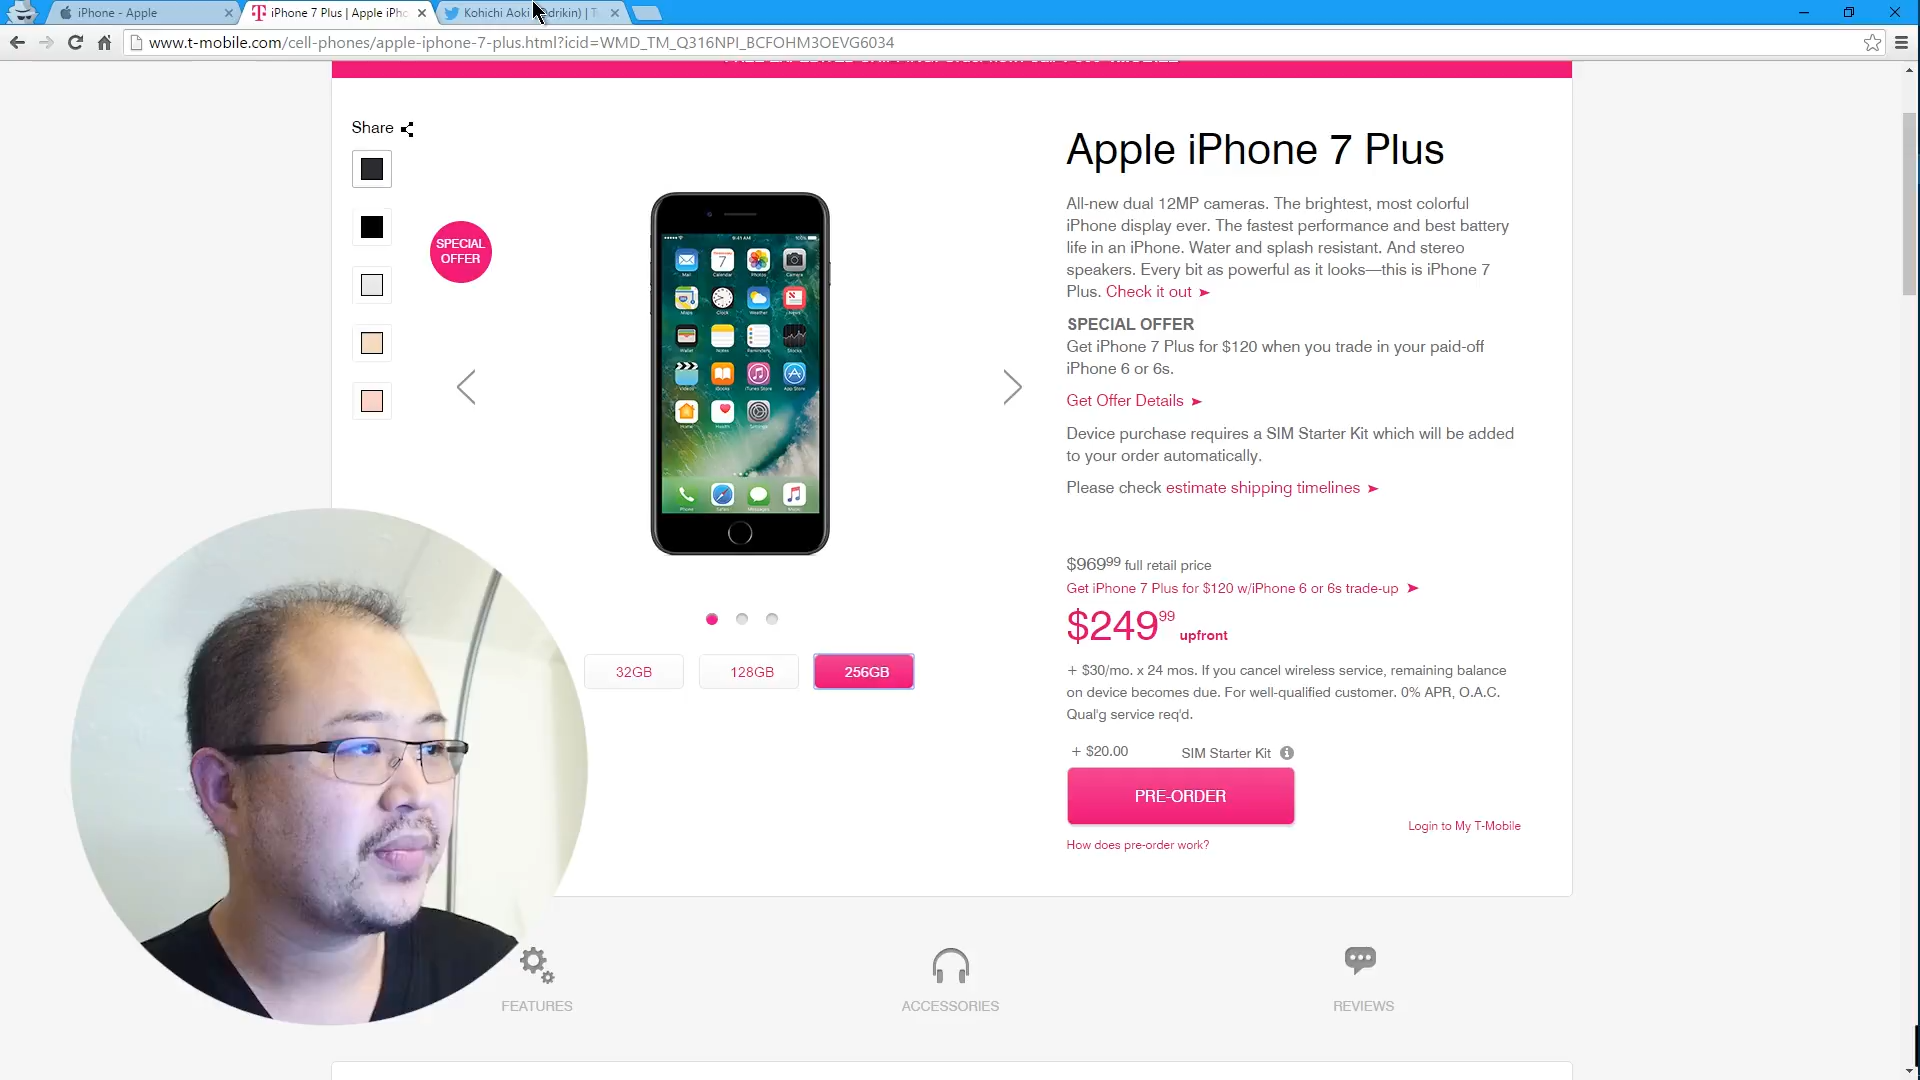 iPhone - Apple
iPhone 7 Plus | Apple iPho
Kohichi Aoki
drikin) | T
www.t-mobile.com/cell-phones/apple-iphone-7-plus.html?icid=WMD_TM_Q316NPI_BCFOHM3OEVG6034
Share
SPECIAL
OFFER
Apple iPhone 7 Plus
All-new dual 12MP cameras. The brightest, most colorful
iPhone display ever. The fastest performance and best battery
life in an iPhone. Water and splash resistant. And stereo
speakers. Every bit as powerful as it looks—this is iPhone 7
Plus. Check it out ➤
SPECIAL OFFER
Get iPhone 7 Plus for $120 when you trade in your paid-off
iPhone 6 or 6s.
Get Offer Details ➤
Device purchase requires a SIM Starter Kit which will be added
to your order automatically.
Please check estimate shipping timelines ➤
$969⁹⁹ full retail price
Get iPhone 7 Plus for $120 w/iPhone 6 or 6s trade-up ➤
$249⁹⁹ upfront
+ $30/mo. x 24 mos. If you cancel wireless service, remaining balance
on device becomes due. For well-qualified customer. 0% APR, O.A.C.
Qual'g service req'd.
+ $20.00 SIM Starter Kit
PRE-ORDER
Login to My T-Mobile
How does pre-order work?
32GB
128GB
256GB
FEATURES
ACCESSORIES
REVIEWS